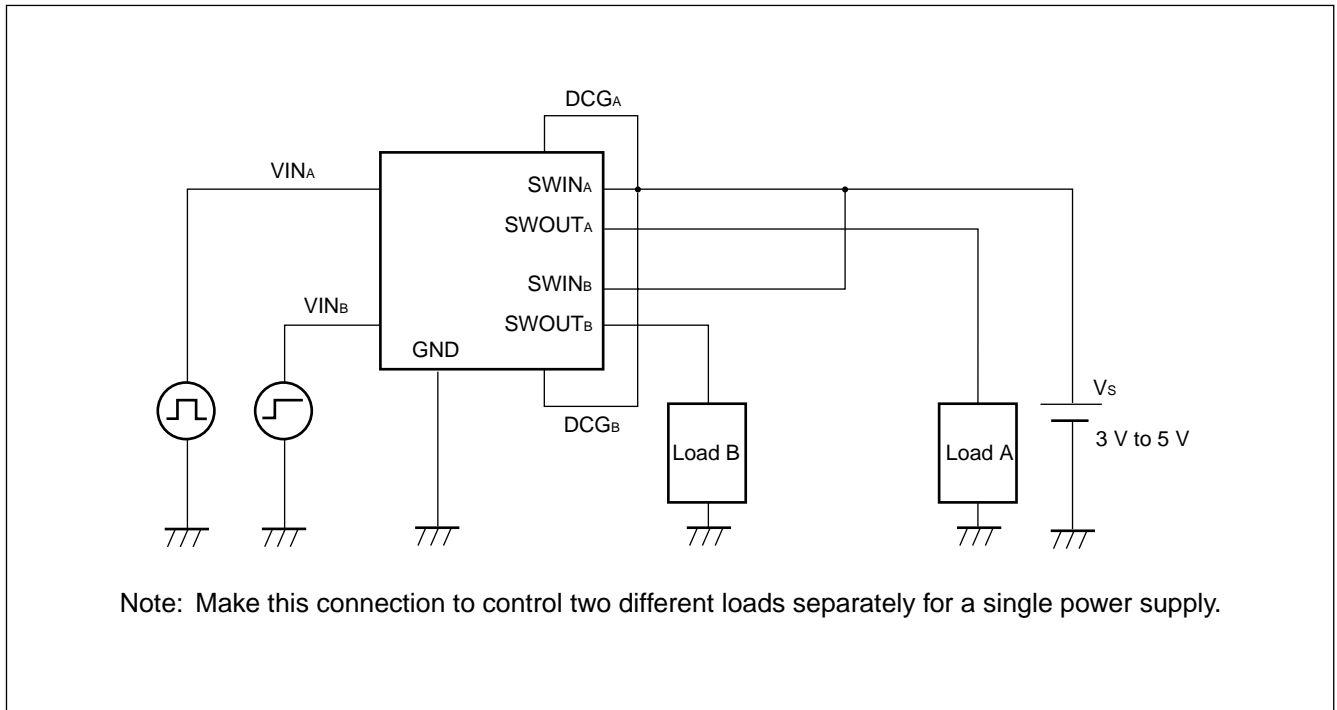 DCGA
VINA
SWINA
SWOUTA
SWINB
VINB
SWOUTB
GND
VS
DCGB
3 V to 5 V
Load B
Load A
Note: Make this connection to control two different loads separately for a single power supply.